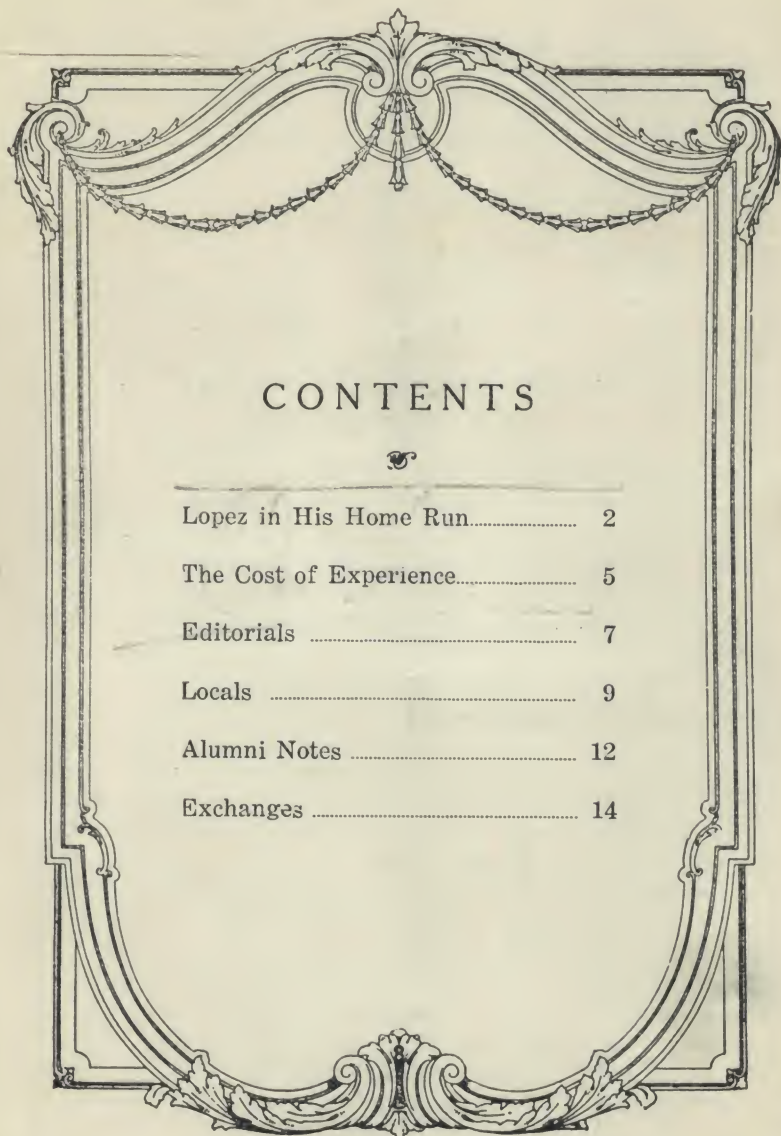 CONTENTS
Lopez in His Home Run........................ 2
The Cost of Experience........................ 5
Editorials ........................ 7
Locals ........................ 9
Alumni Notes ........................ 12
Exchanges ........................ 14